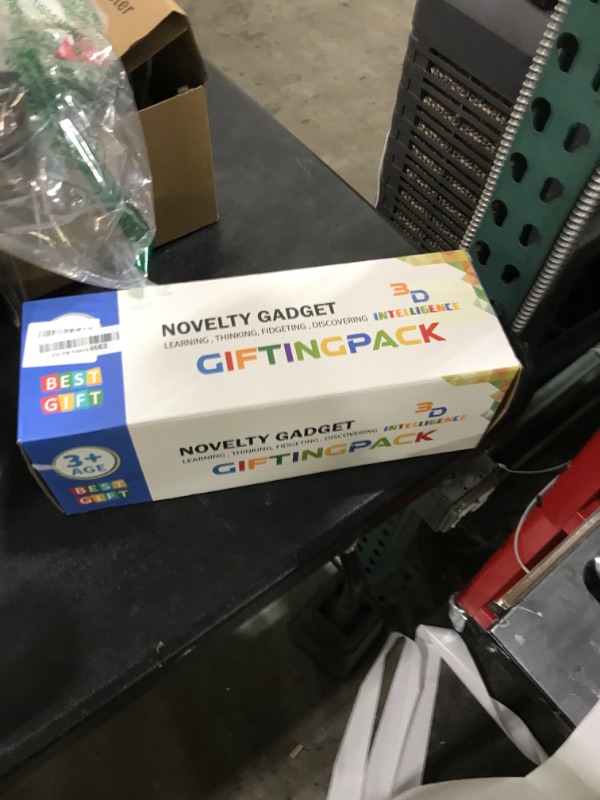 3D
NOVELTY GADGET
INTELLIGENCE
LEARNING , THINKING, FIDGETING , DISCOVERING
GIFTINGPACK
BEST
GIFT
3D
NOVELTY GADGET
INTELLIGENCE
LEARNING , THINKING, FIDGETING , DISCOVERING
GIFTINGPACK
3+
AGE
BEST
GIFT